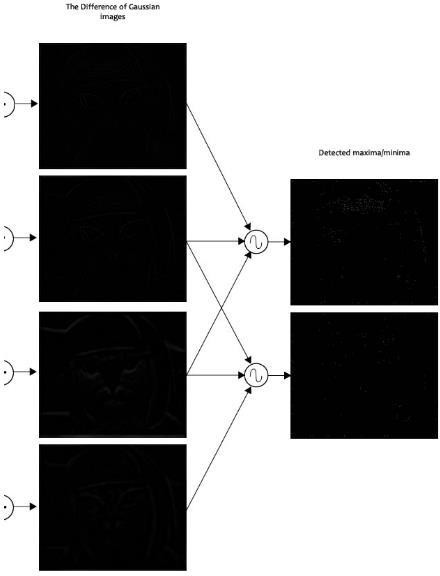 The Difference of Gaussian
images
Detected maxima/minima